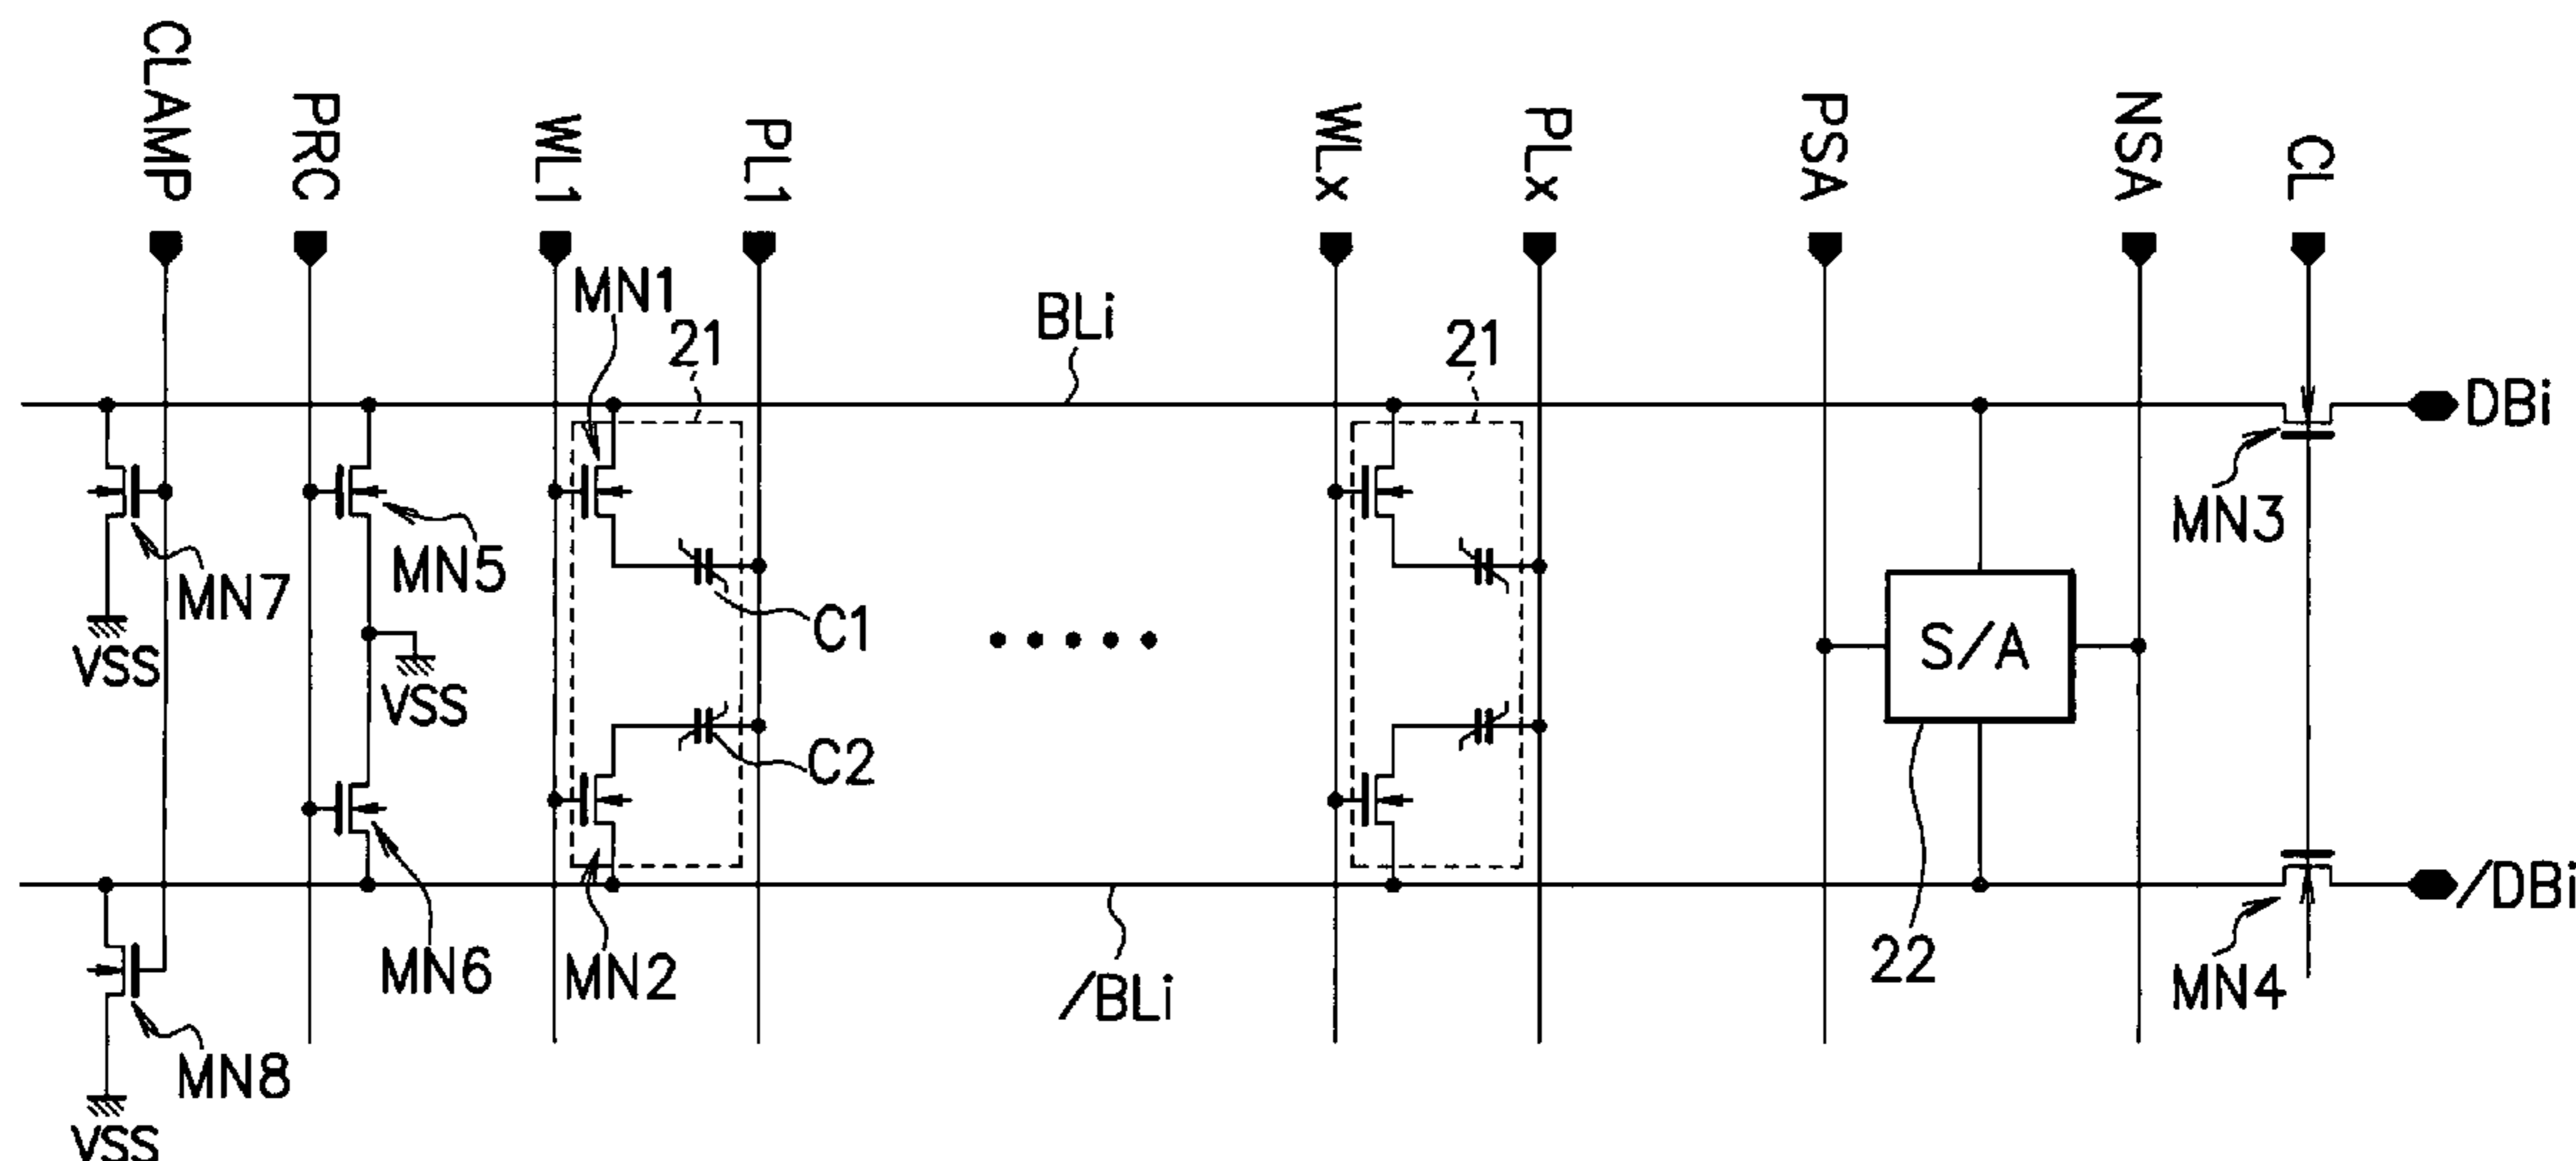 CLAMP
PRC
WL1
PL1
WLx
PLx
PSA
NSA
CL
MN1
21
BLi
21
DBi
MN3
MN7
MN5
C1
VSS
VSS
S/A
C2
MN6
MN2
/BLi
22
MN4
/DBi
MN8
VSS